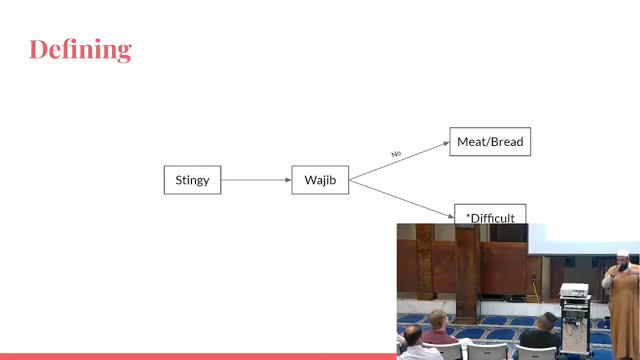 Defining
No
Meat/Bread
Stingy
Wajib
*Difficult